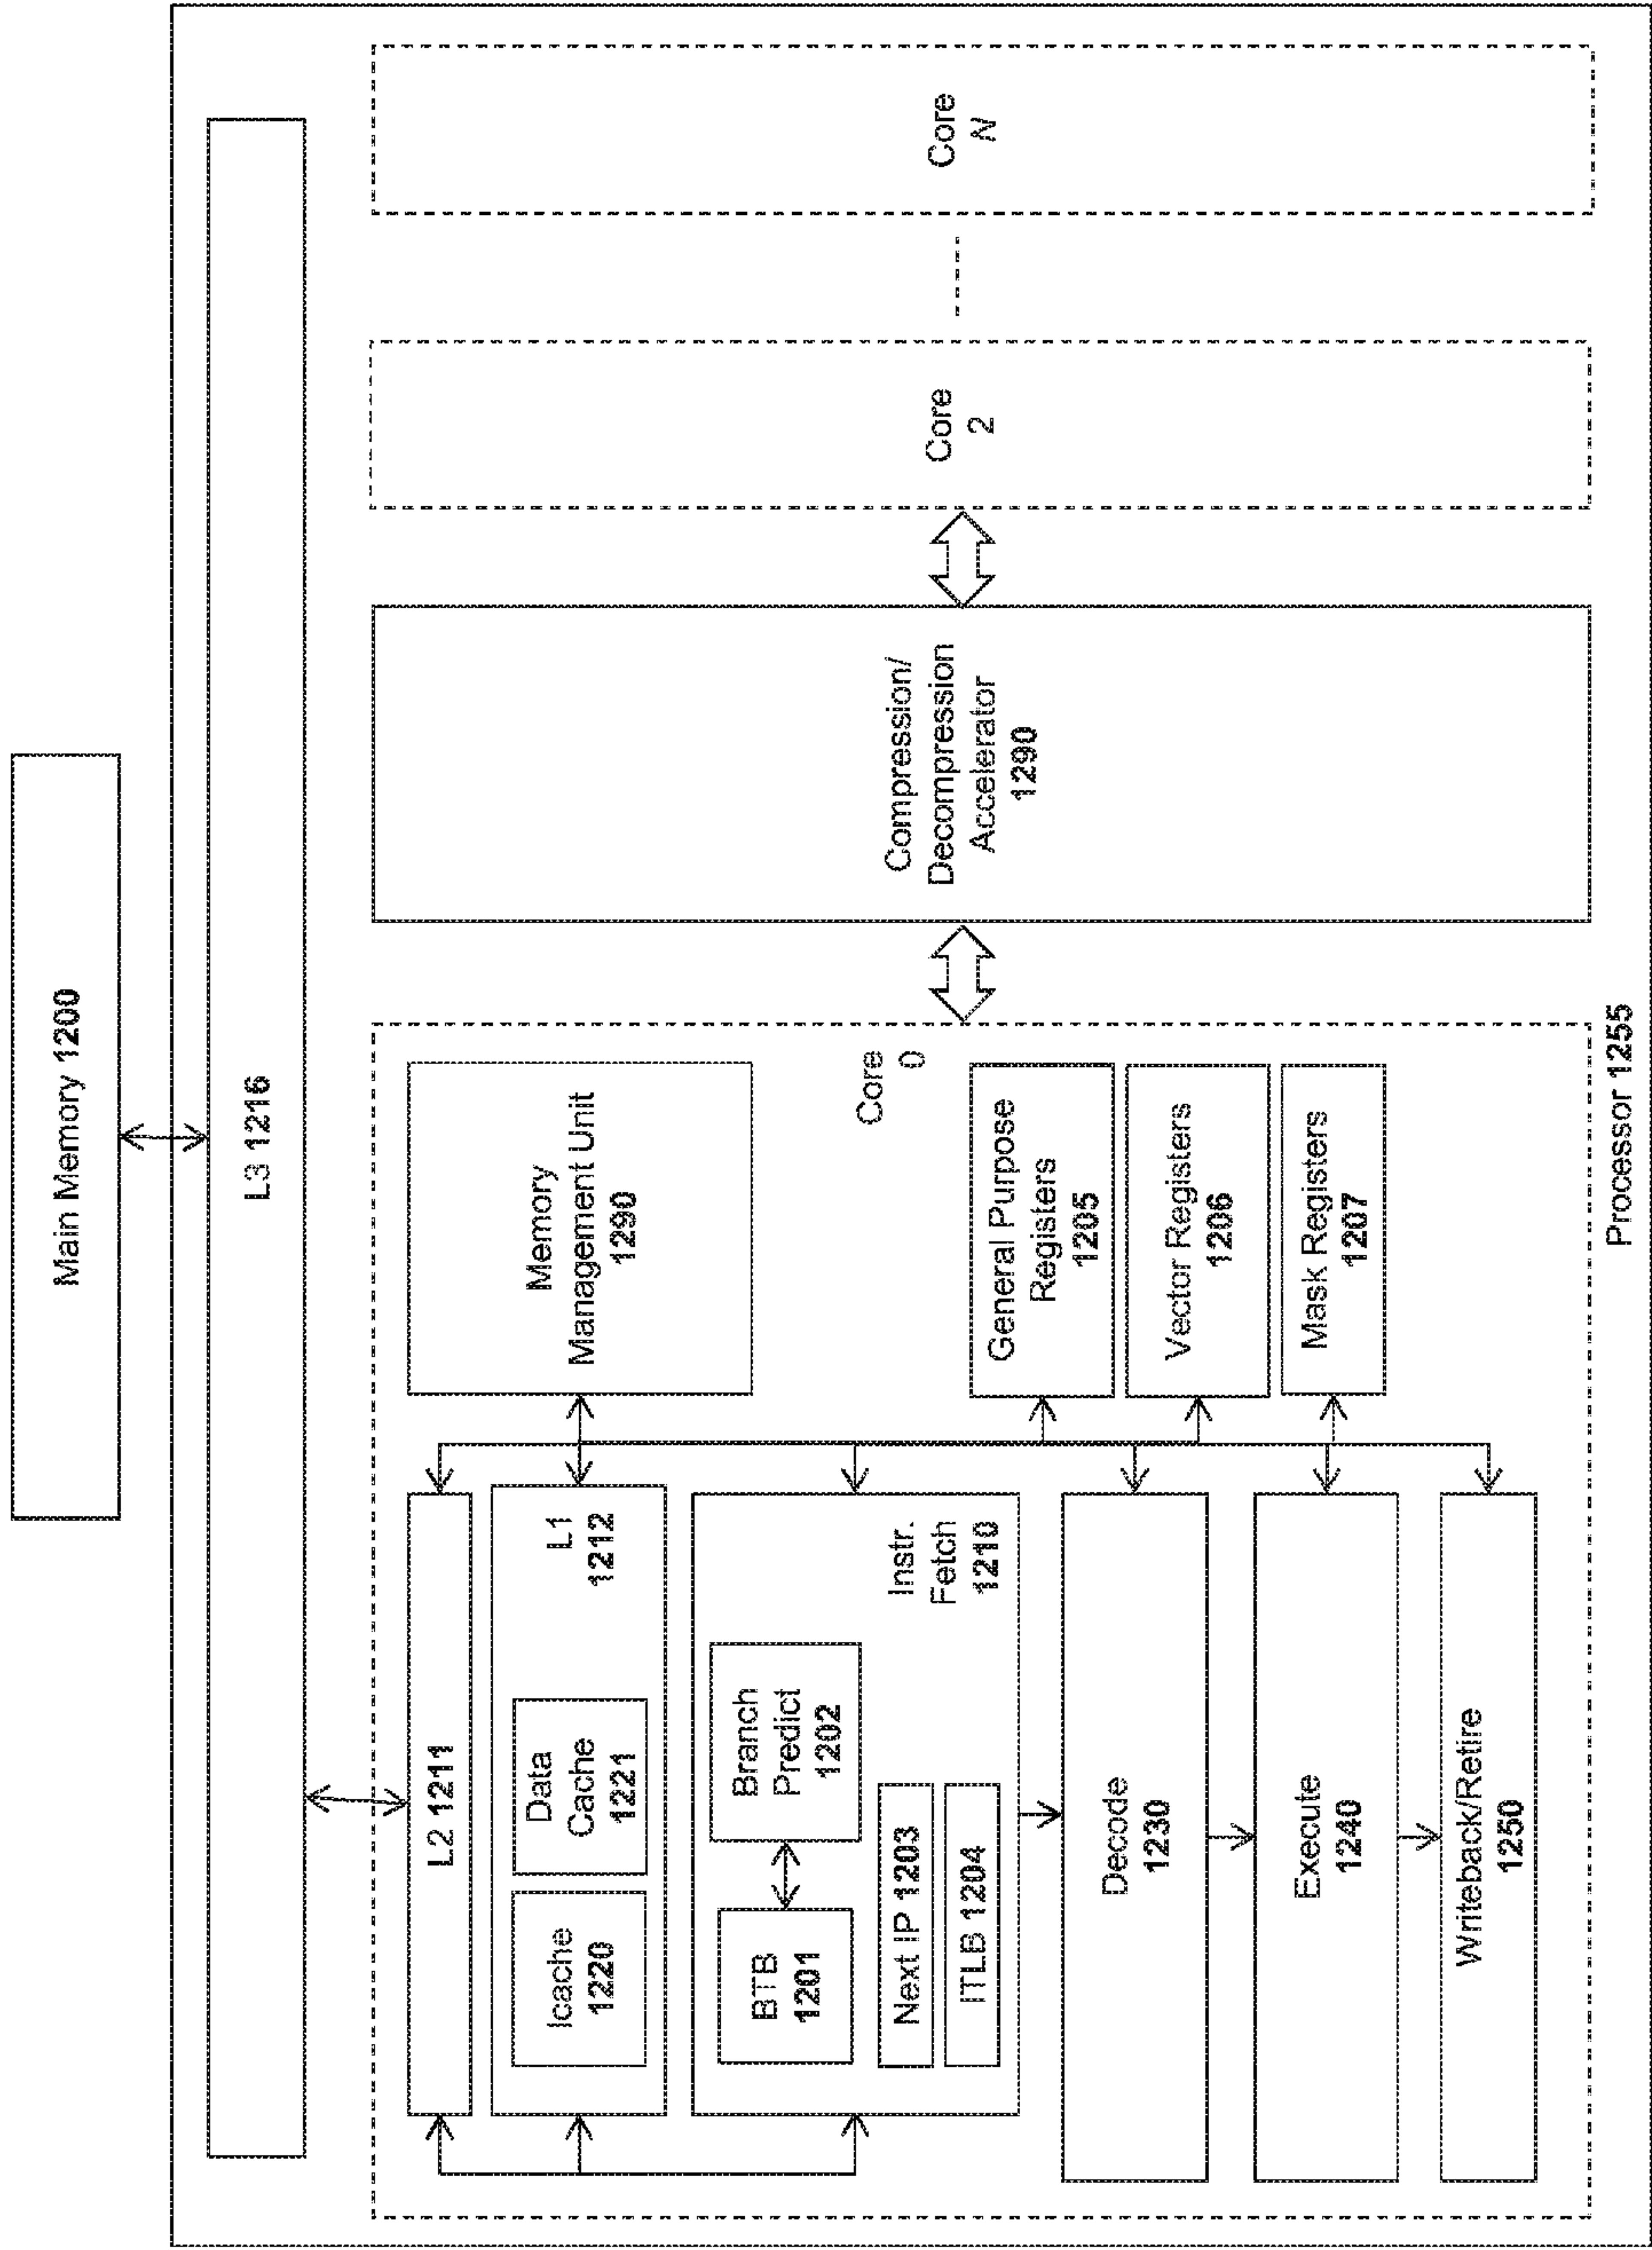 Main Memory 1200
L3 1216
L2 1211
L1
1212
Icache
1220
Data
Cache
1221
Memory
Management Unit
1290
BTB
1201
Branch
Predict
1202
Next IP 1203
ITLB 1204
Instr.
Fetch
1210
Core
0
General Purpose
Registers
1205
Vector Registers
1206
Mask Registers
1207
Decode
1230
Execute
1240
Writeback/Retire
1250
Compression/
Decompression
Accelerator
1290
Core
2
Core
N
Processor 1255